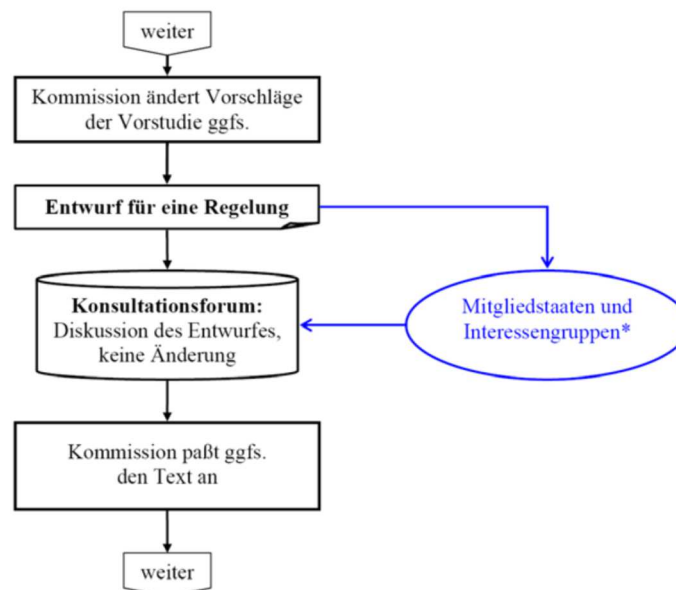 weiter
Kommission ändert Vorschläge
der Vorstudie ggfs.
Entwurf für eine Regelung
Konsultationsforum:
Diskussion des Entwurfes,
keine Änderung
Mitgliedstaaten und
Interessengruppen*
Kommission paßt ggfs.
den Text an
weiter